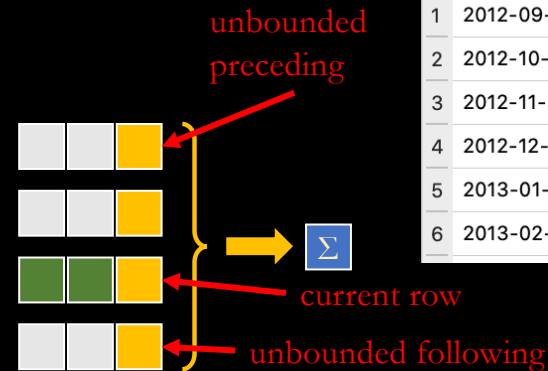 unbounded
preceding
1 2012-09-
2 2012-10-
3 2012-11-
4 2012-12-
5 2013-01-
6 2013-02-
Σ
current row
unbounded following